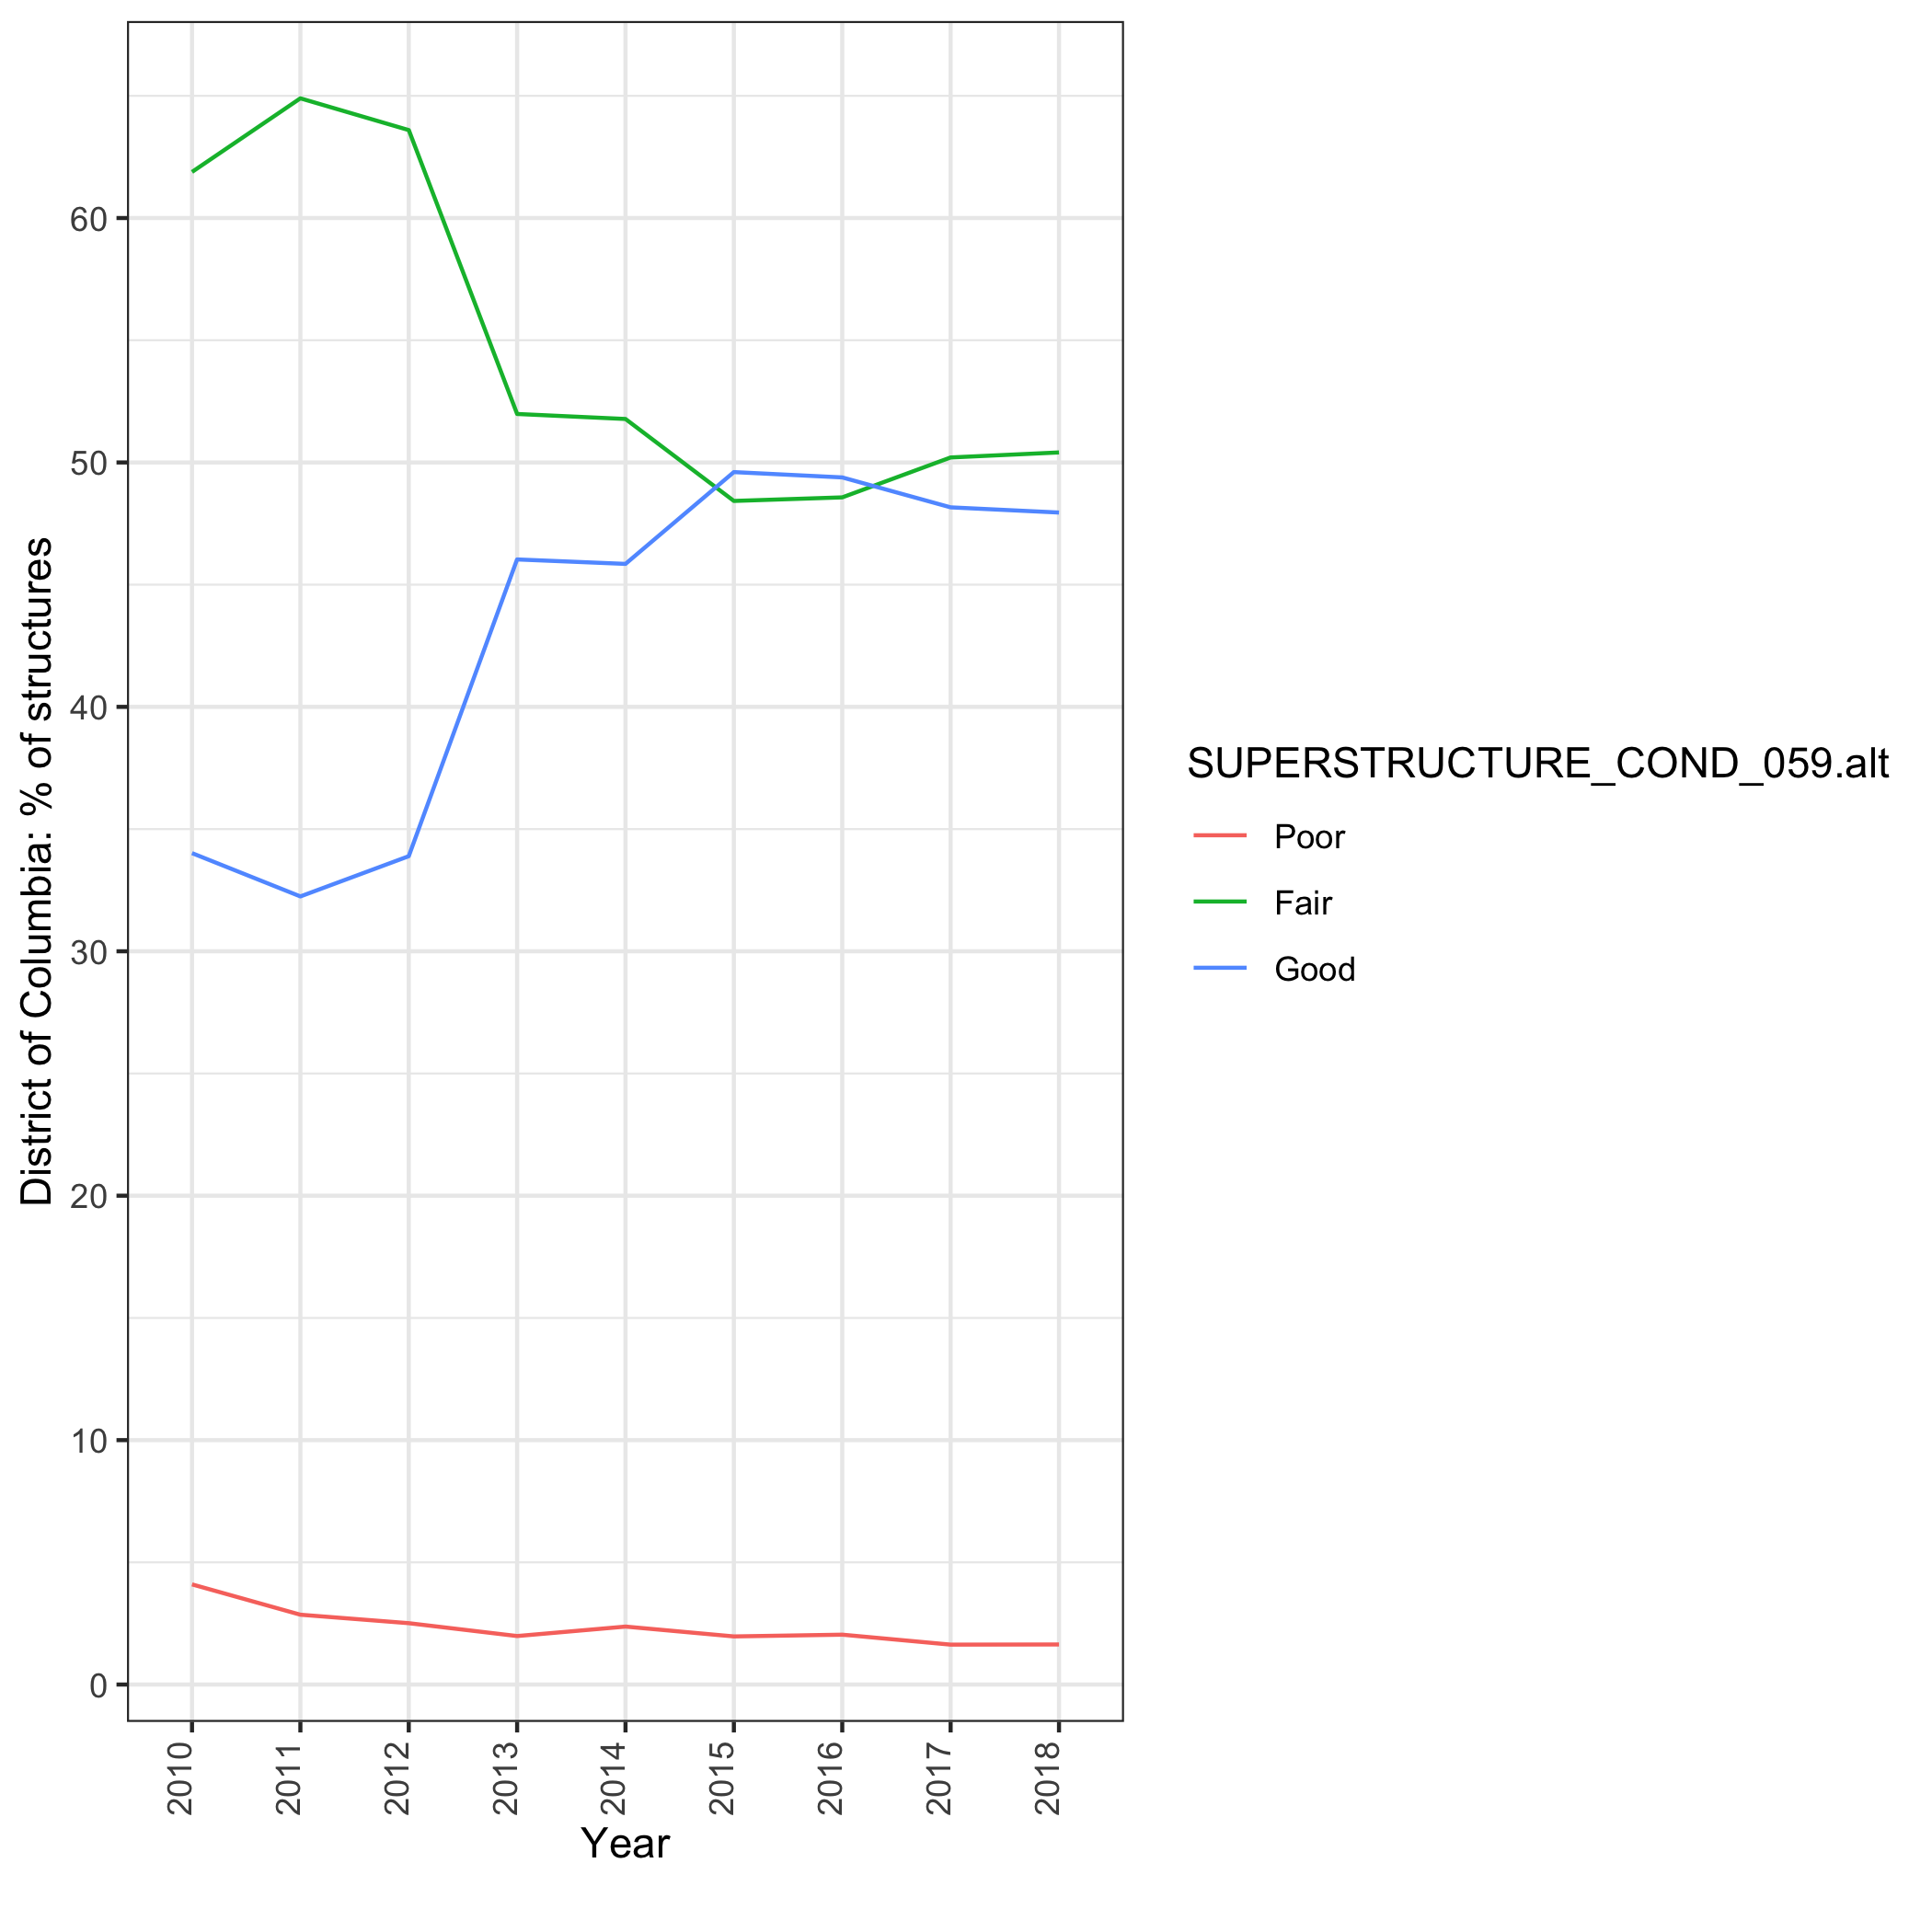 District of Columbia: % of structures
60
50
40
30
20
10
0
2010
2011
2012
2013
2014
2015
2016
2017
2018
Year
SUPERSTRUCTURE_COND_059.alt
Poor
Fair
Good